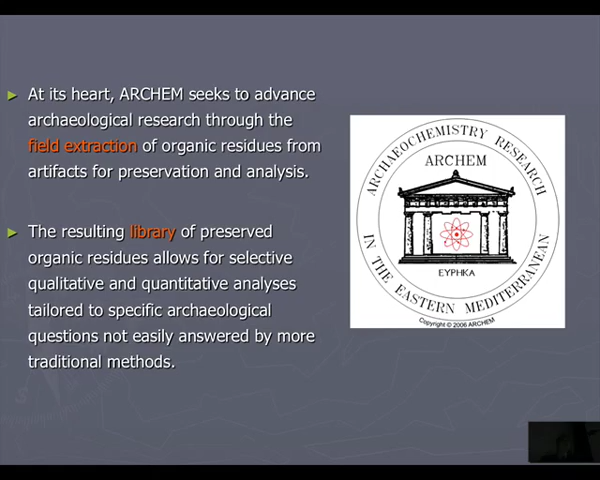 At its heart, ARCHEM seeks to advance
archaeological research through the
field extraction of organic residues from
artifacts for preservation and analysis.
The resulting library of preserved
organic residues allows for selective
qualitative and quantitative analyses
tailored to specific archaeological
questions not easily answered by more
traditional methods.
ARCHAEOCHEMISTRY RESEARCH
IN THE EASTERN MEDITERRANEAN
ARCHEM
ΕΥΡΗΚΑ
Copyright © 2006 ARCHEM